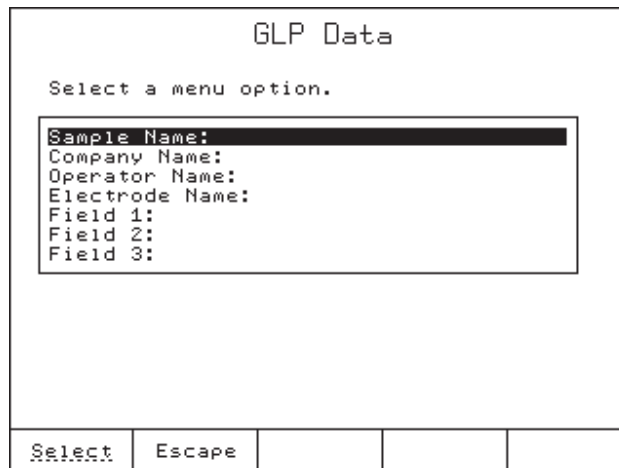 GLP Data
Select a menu option.
Sample Name:
Company Name:
Operator Name:
Electrode Name:
Field 1:
Field 2:
Field 3:
Select Escape